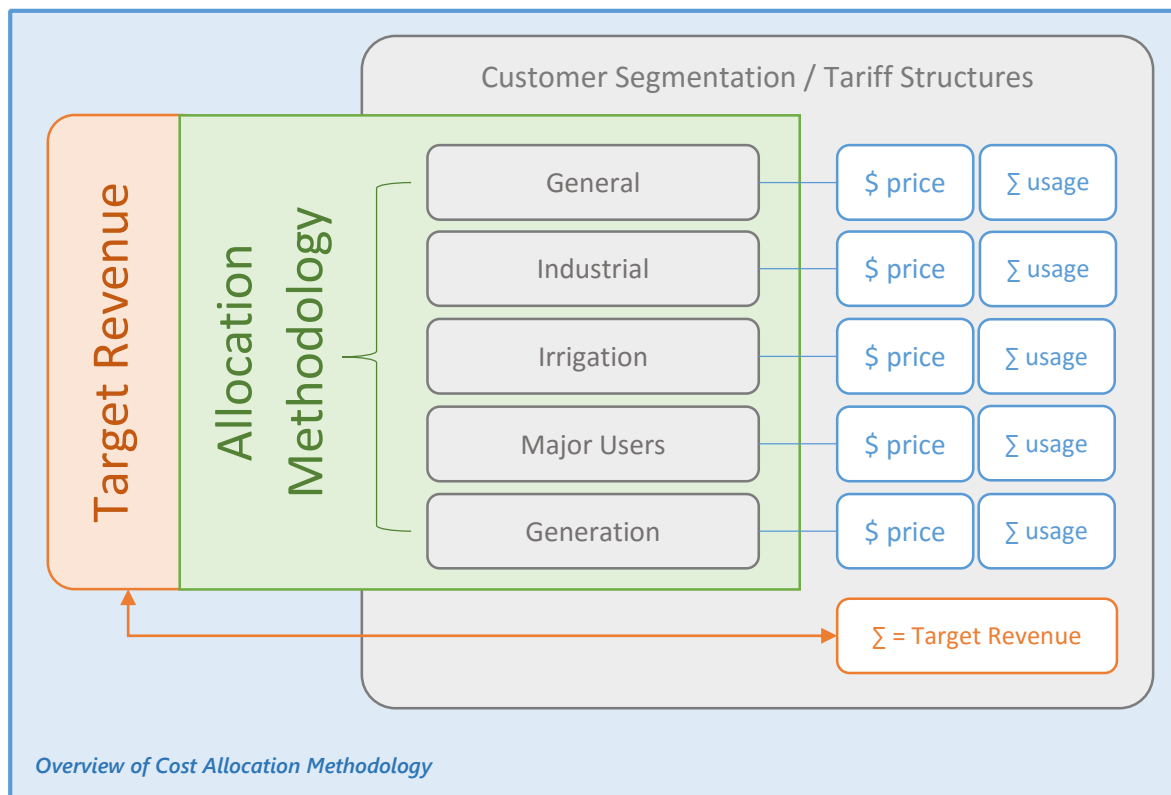 Customer Segmentation / Tariff Structures
Target Revenue
Allocation
Methodology
General
$ price
∑ usage
Industrial
$ price
∑ usage
Irrigation
$ price
∑ usage
Major Users
$ price
∑ usage
Generation
$ price
∑ usage
∑ = Target Revenue
Overview of Cost Allocation Methodology